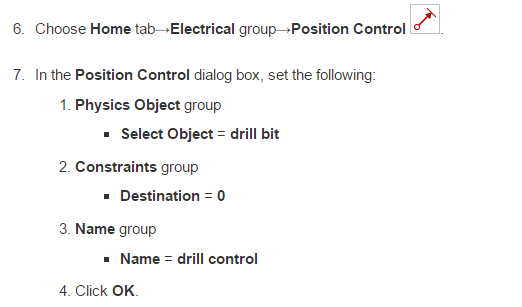 6. Choose Home tab→Electrical group→Position Control .
7. In the Position Control dialog box, set the following:
1. Physics Object group
▪ Select Object = drill bit
2. Constraints group
▪ Destination = 0
3. Name group
▪ Name = drill control
4. Click OK.